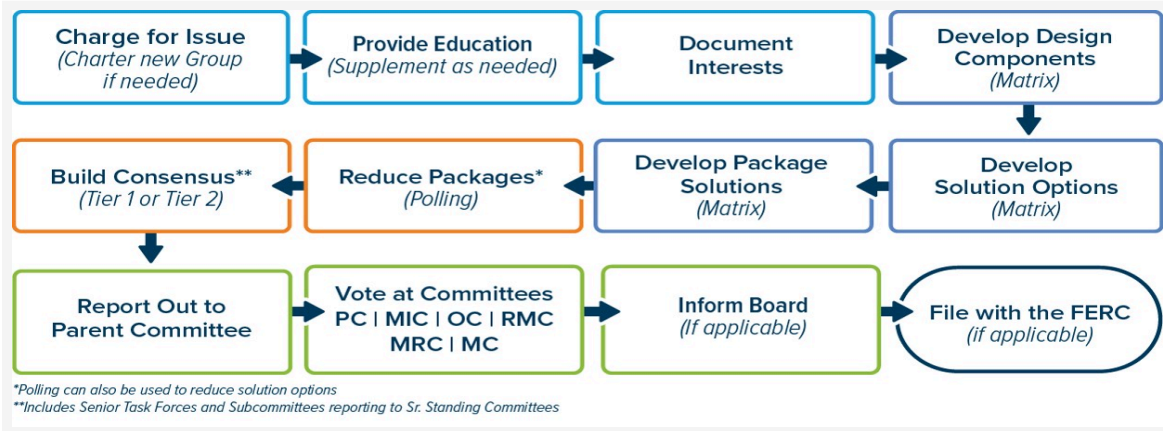 Charge for Issue
(Charter new Group
if needed)
Provide Education
(Supplement as needed)
Document
Interests
Develop Design
Components
(Matrix)
Build Consensus**
(Tier 1 or Tier 2)
Reduce Packages*
(Polling)
Develop Package
Solutions
(Matrix)
Develop
Solution Options
(Matrix)
Report Out to
Parent Committee
Vote at Committees
PC | MIC | OC | RMC
MRC | MC
Inform Board
(If applicable)
File with the FERC
(if applicable)
*Polling can also be used to reduce solution options
**Includes Senior Task Forces and Subcommittees reporting to Sr. Standing Committees